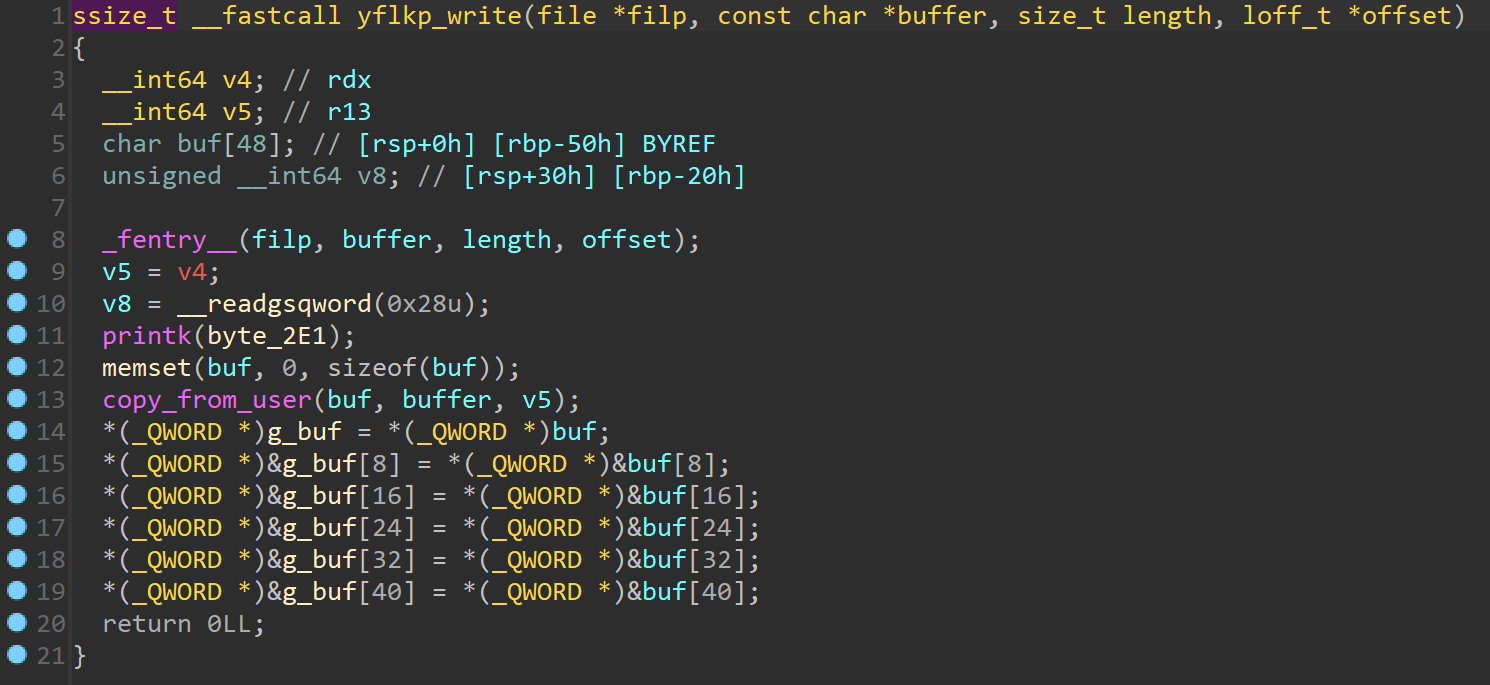 1 ssize_t __fastcall yflkp_write(file *filp, const char *buffer, size_t length, loff_t *offset)
2 {
3   __int64 v4; // rdx
4   __int64 v5; // r13
5   char buf[48]; // [rsp+0h] [rbp-50h] BYREF
6   unsigned __int64 v8; // [rsp+30h] [rbp-20h]
7
8   _fentry__(filp, buffer, length, offset);
9   v5 = v4;
10   v8 = __readgsqword(0x28u);
11   printk(byte_2E1);
12   memset(buf, 0, sizeof(buf));
13   copy_from_user(buf, buffer, v5);
14   *(_QWORD *)g_buf = *(_QWORD *)buf;
15   *(_QWORD *)&g_buf[8] = *(_QWORD *)&buf[8];
16   *(_QWORD *)&g_buf[16] = *(_QWORD *)&buf[16];
17   *(_QWORD *)&g_buf[24] = *(_QWORD *)&buf[24];
18   *(_QWORD *)&g_buf[32] = *(_QWORD *)&buf[32];
19   *(_QWORD *)&g_buf[40] = *(_QWORD *)&buf[40];
20   return 0LL;
21 }